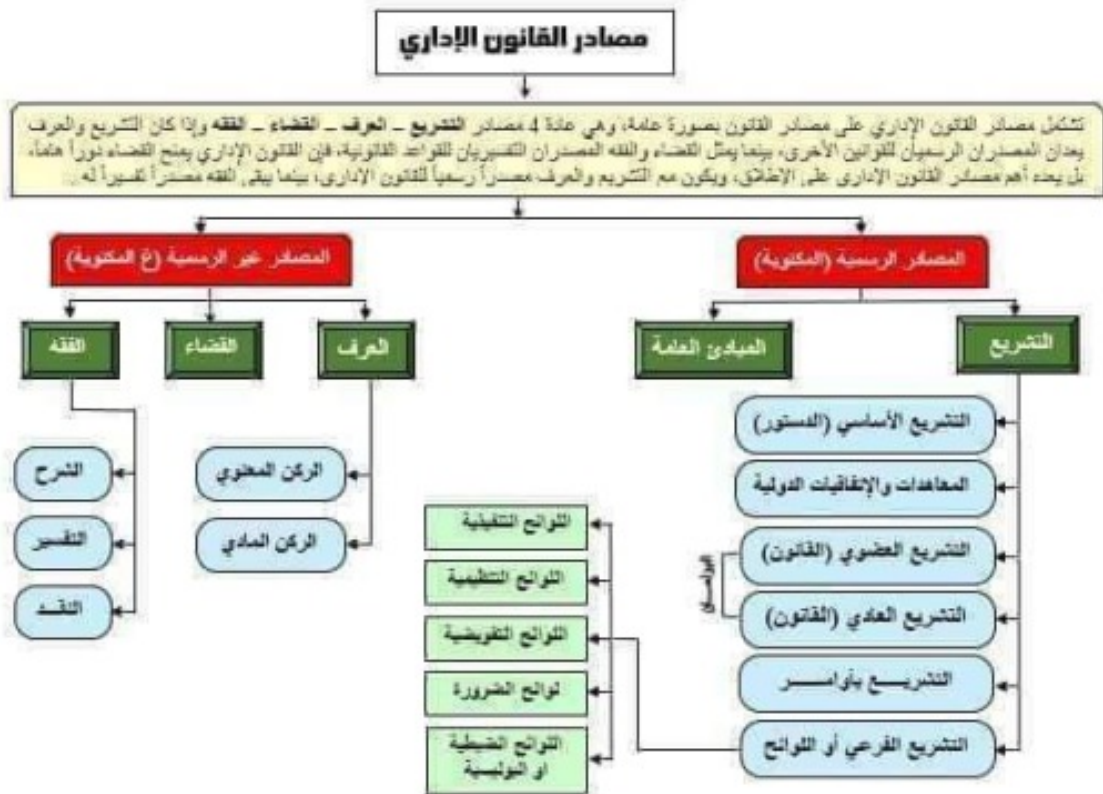 مصادر القانون الإداري
تشتمل مصادر القانون الإداري على مصادر القانون بصورة عامة، وهي عادة 4 مصادر التشريع – العرف – القضاء – الفقه وإذا كان التشريع والعرف
يعدان المصدران الرسميان للقوانين الأخرى، بينما يمثل القضاء والفقه المصدران التفسيريان للقواعد القانونية، فإن القانون الإداري يمنح القضاء دوراً هاماً،
بل يعده أهم مصادر القانون الإداري على الإطلاق، ويكون مع التشريع والعرف مصدراً رسمياً للقانون الإداري، بينما يبقى الفقه مصدراً تفسيراً له
المصادر الرسمية (المكتوبة)
المصادر غير الرسمية (غ المكتوبة)
التشريع
المبادئ العامة
العرف
القضاء
الفقه
التشريع الأساسي (الدستور)
المعاهدات والإتفاقيات الدولية
التشريع العضوي (القانون)
التشريع العادي (القانون)
البرلمان
التشريع بأوامر
التشريع الفرعي أو اللوائح
اللوائح التنفيذية
اللوائح التنظيمية
اللوائح التفويضية
لوائح الضرورة
اللوائح الضبطية
او البوليسية
الركن المعنوي
الركن المادي
الشرح
التفسير
النقد